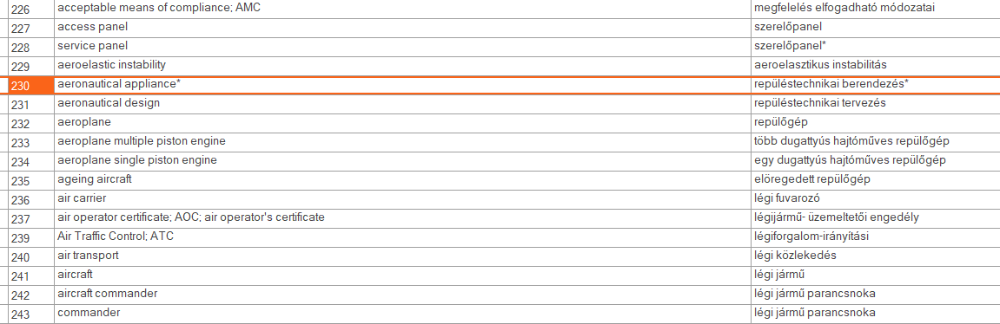 226 acceptable means of compliance; AMC megfelelés elfogadható módozatai
227 access panel szerelőpanel
228 service panel szerelőpanel*
229 aeroelastic instability aeroelasztikus instabilitás
230 aeronautical appliance* repüléstechnikai berendezés*
231 aeronautical design repüléstechnikai tervezés
232 aeroplane repülőgép
233 aeroplane multiple piston engine több dugattyús hajtóműves repülőgép
234 aeroplane single piston engine egy dugattyús hajtóműves repülőgép
235 ageing aircraft elöregedett repülőgép
236 air carrier légi fuvarozó
237 air operator certificate; AOC; air operator's certificate légijármű- üzemeltetői engedély
239 Air Traffic Control; ATC légiforgalom-irányítási
240 air transport légi közlekedés
241 aircraft légi jármű
242 aircraft commander légi jármű parancsnoka
243 commander légi jármű parancsnoka